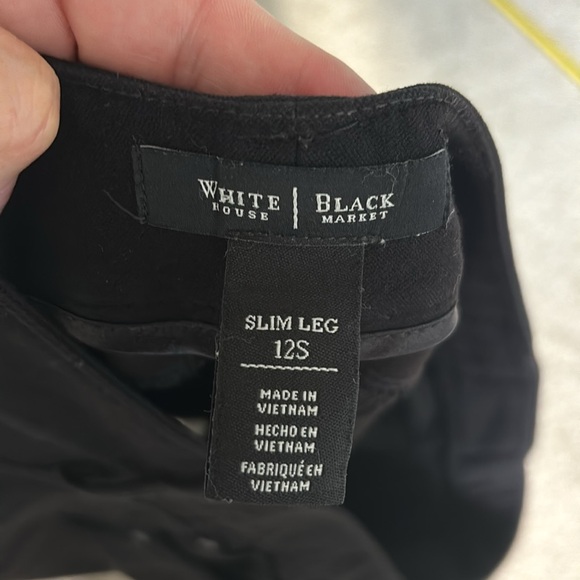 WHITE HOUSE | BLACK MARKET
SLIM LEG
12S
MADE IN
VIETNAM
HECHO EN
VIETNAM
FABRIQUÉ EN
VIETNAM